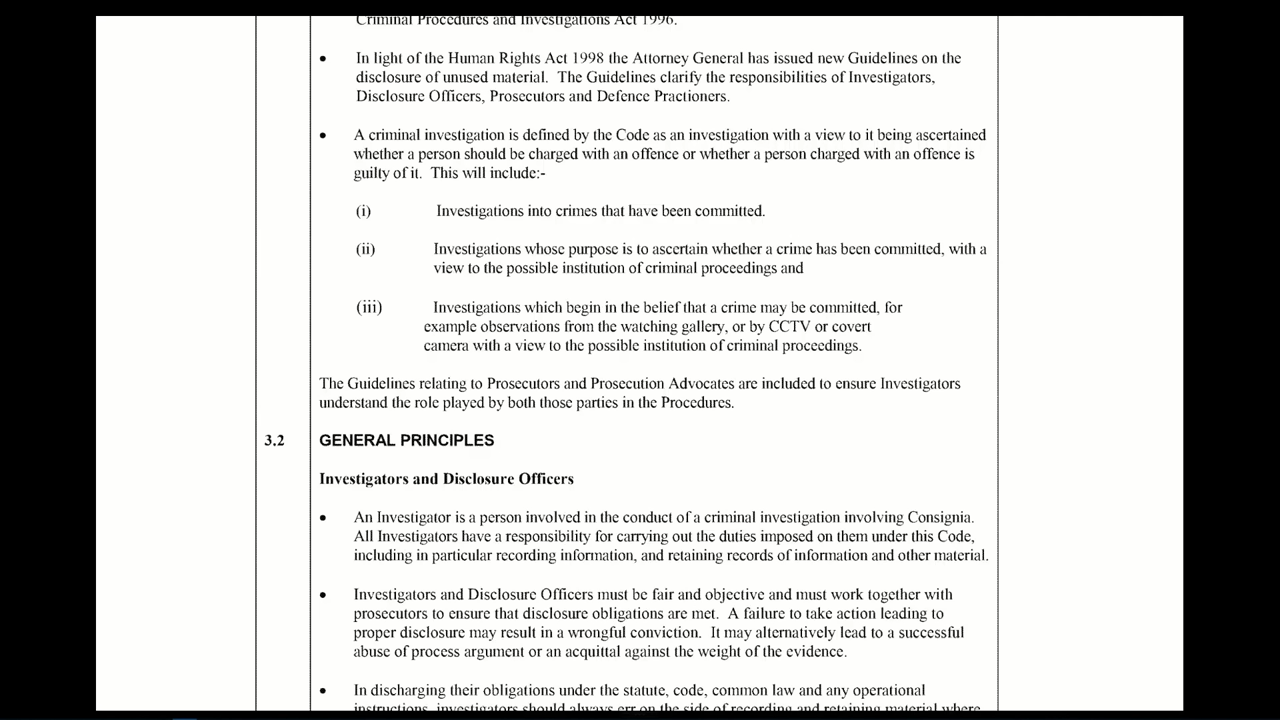 Criminal Procedures and Investigations Act 1996.
• In light of the Human Rights Act 1998 the Attorney General has issued new Guidelines on the
disclosure of unused material. The Guidelines clarify the responsibilities of Investigators,
Disclosure Officers, Prosecutors and Defence Practioners.
• A criminal investigation is defined by the Code as an investigation with a view to it being ascertained
whether a person should be charged with an offence or whether a person charged with an offence is
guilty of it. This will include:-
(i) Investigations into crimes that have been committed.
(ii) Investigations whose purpose is to ascertain whether a crime has been committed, with a
view to the possible institution of criminal proceedings and
(iii) Investigations which begin in the belief that a crime may be committed, for
example observations from the watching gallery, or by CCTV or covert
camera with a view to the possible institution of criminal proceedings.
The Guidelines relating to Prosecutors and Prosecution Advocates are included to ensure Investigators
understand the role played by both those parties in the Procedures.
3.2 GENERAL PRINCIPLES
Investigators and Disclosure Officers
• An Investigator is a person involved in the conduct of a criminal investigation involving Consignia.
All Investigators have a responsibility for carrying out the duties imposed on them under this Code,
including in particular recording information, and retaining records of information and other material.
• Investigators and Disclosure Officers must be fair and objective and must work together with
prosecutors to ensure that disclosure obligations are met. A failure to take action leading to
proper disclosure may result in a wrongful conviction. It may alternatively lead to a successful
abuse of process argument or an acquittal against the weight of the evidence.
• In discharging their obligations under the statute, code, common law and any operational
instructions, investigators should always err on the side of recording and retaining material where